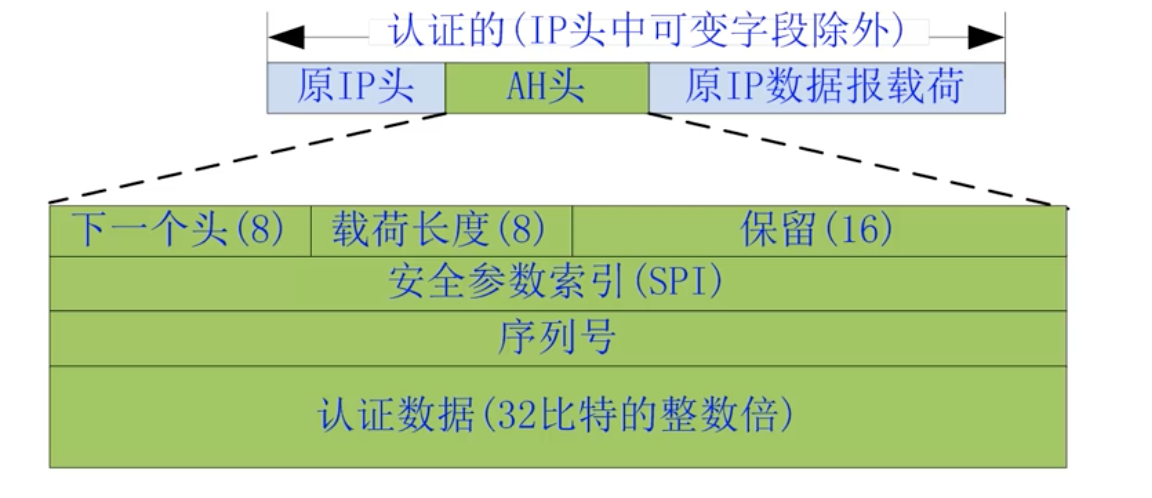 认证的(IP头中可变字段除外)
原IP头 AH头 原IP数据报载荷
下一个头(8) 载荷长度(8) 保留(16)
安全参数索引(SPI)
序列号
认证数据(32比特的整数倍)